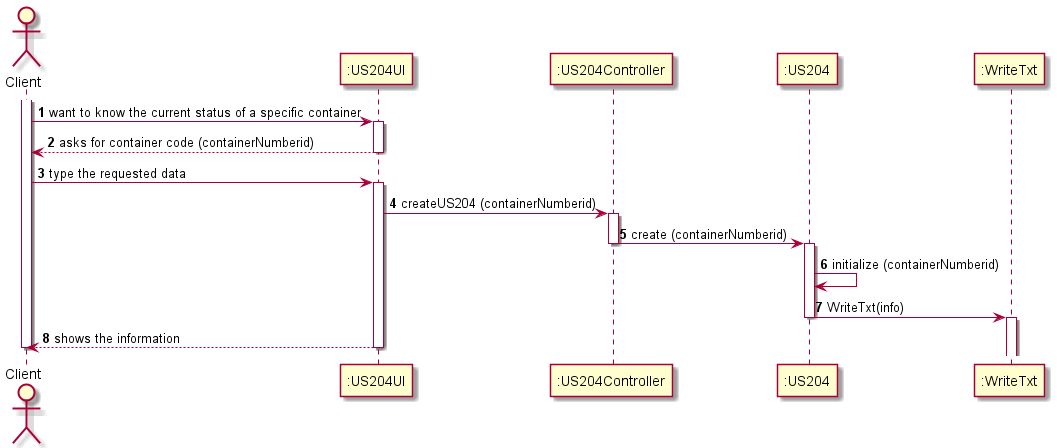 Client
:US204UI
:US204Controller
:US204
:WriteTxt
1 want to know the current status of a specific container
2 asks for container code (containerNumberid)
3 type the requested data
4 createUS204 (containerNumberid)
5 create (containerNumberid)
6 initialize (containerNumberid)
7 WriteTxt(info)
8 shows the information
Client
:US204UI
:US204Controller
:US204
:WriteTxt